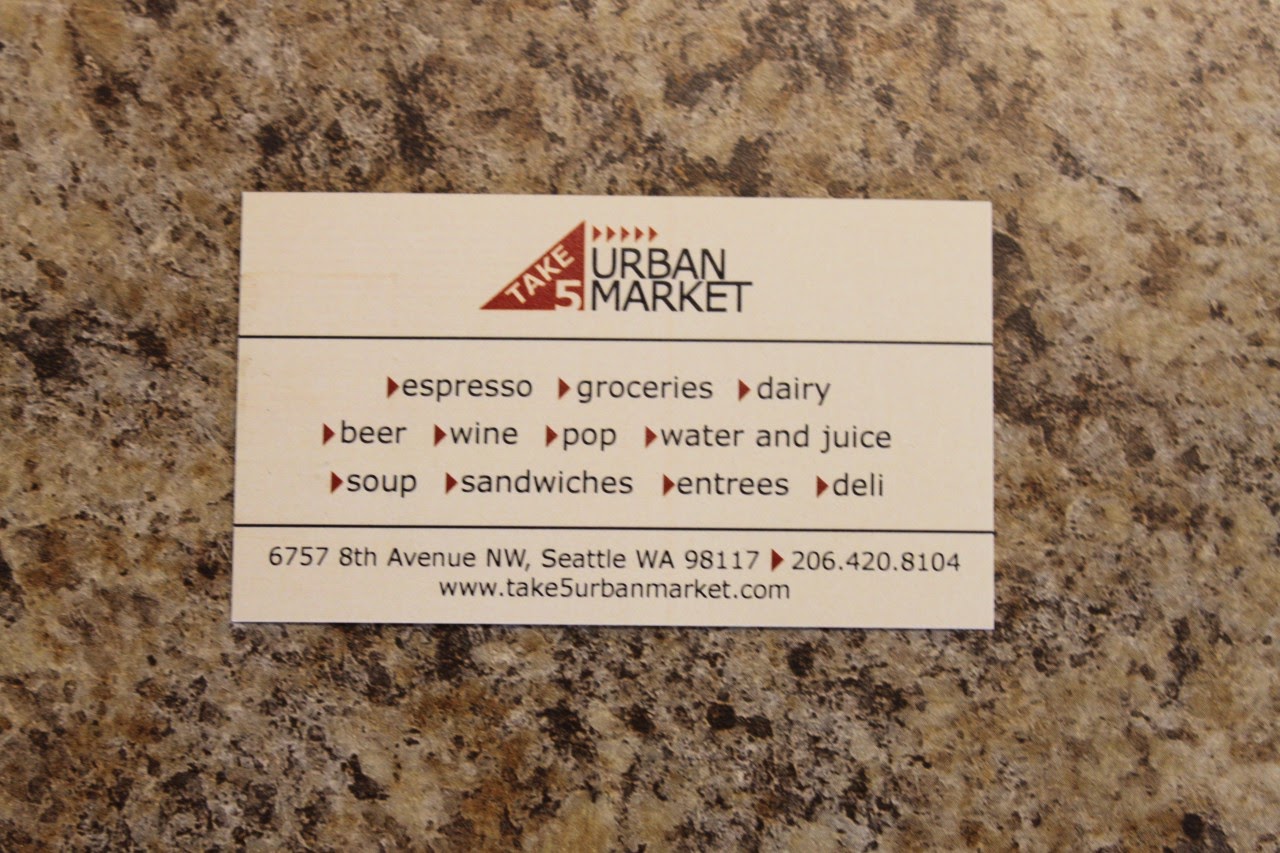 TAKE 5
URBAN
MARKET
espresso groceries dairy
beer wine pop water and juice
soup sandwiches entrees deli
6757 8th Avenue NW, Seattle WA 98117 206.420.8104
www.take5urbanmarket.com